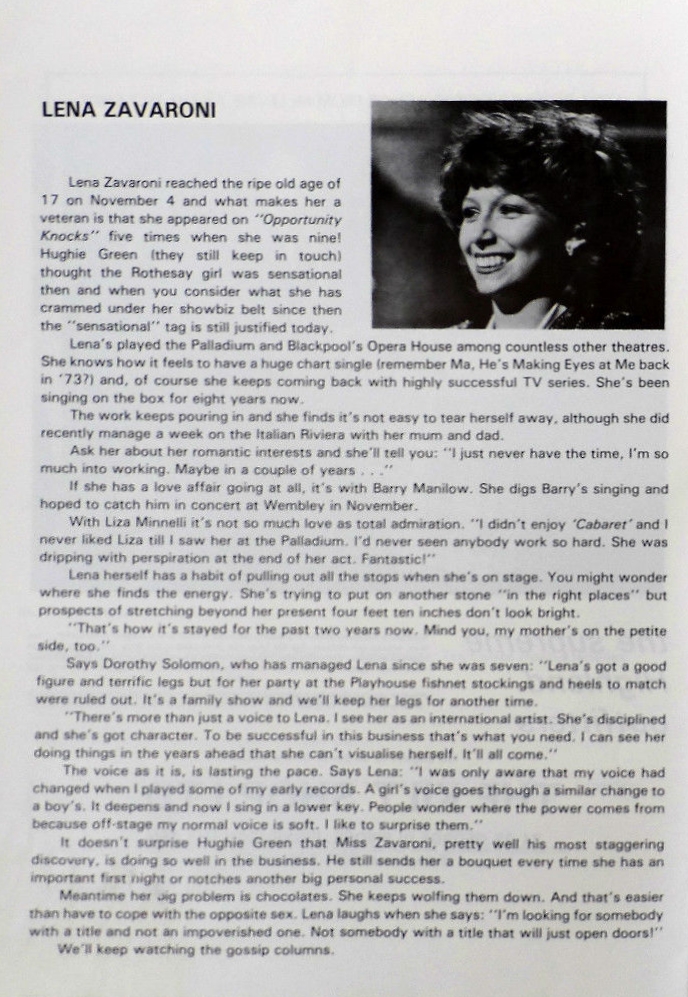 LENA ZAVARONI
Lena Zavaroni reached the ripe old age of
17 on November 4 and what makes her a
veteran is that she appeared on "Opportunity
Knocks" five times when she was nine!
Hughie Green (they still keep in touch)
thought the Rothesay girl was sensational
then and when you consider what she has
crammed under her showbiz belt since then
the "sensational" tag is still justified today.
Lena's played the Palladium and Blackpool's Opera House among countless other theatres.
She knows how it feels to have a huge chart single (remember Ma, He's Making Eyes at Me back
in '73?) and, of course she keeps coming back with highly successful TV series. She's been
singing on the box for eight years now.
The work keeps pouring in and she finds it's not easy to tear herself away, although she did
recently manage a week on the Italian Riviera with her mum and dad.
Ask her about her romantic interests and she'll tell you: "I just never have the time, I'm so
much into working. Maybe in a couple of years . . ."
If she has a love affair going at all, it's with Barry Manilow. She digs Barry's singing and
hoped to catch him in concert at Wembley in November.
With Liza Minnelli it's not so much love as total admiration. "I didn't enjoy 'Cabaret' and I
never liked Liza till I saw her at the Palladium. I'd never seen anybody work so hard. She was
dripping with perspiration at the end of her act. Fantastic!"
Lena herself has a habit of pulling out all the stops when she's on stage. You might wonder
where she finds the energy. She's trying to put on another stone "in the right places" but
prospects of stretching beyond her present four feet ten inches don't look bright.
"That's how it's stayed for the past two years now. Mind you, my mother's on the petite
side, too."
Says Dorothy Solomon, who has managed Lena since she was seven: "Lena's got a good
figure and terrific legs but for her party at the Playhouse fishnet stockings and heels to match
were ruled out. It's a family show and we'll keep her legs for another time.
"There's more than just a voice to Lena. I see her as an international artist. She's disciplined
and she's got character. To be successful in this business that's what you need. I can see her
doing things in the years ahead that she can't visualise herself. It'll all come."
The voice as it is, is lasting the pace. Says Lena: "I was only aware that my voice had
changed when I played some of my early records. A girl's voice goes through a similar change to
a boy's. It deepens and now I sing in a lower key. People wonder where the power comes from
because off-stage my normal voice is soft. I like to surprise them."
It doesn't surprise Hughie Green that Miss Zavaroni, pretty well his most staggering
discovery, is doing so well in the business. He still sends her a bouquet every time she has an
important first night or notches another big personal success.
Meantime her big problem is chocolates. She keeps wolfing them down. And that's easier
than have to cope with the opposite sex. Lena laughs when she says: "I'm looking for somebody
with a title and not an impoverished one. Not somebody with a title that will just open doors!"
We'll keep watching the gossip columns.